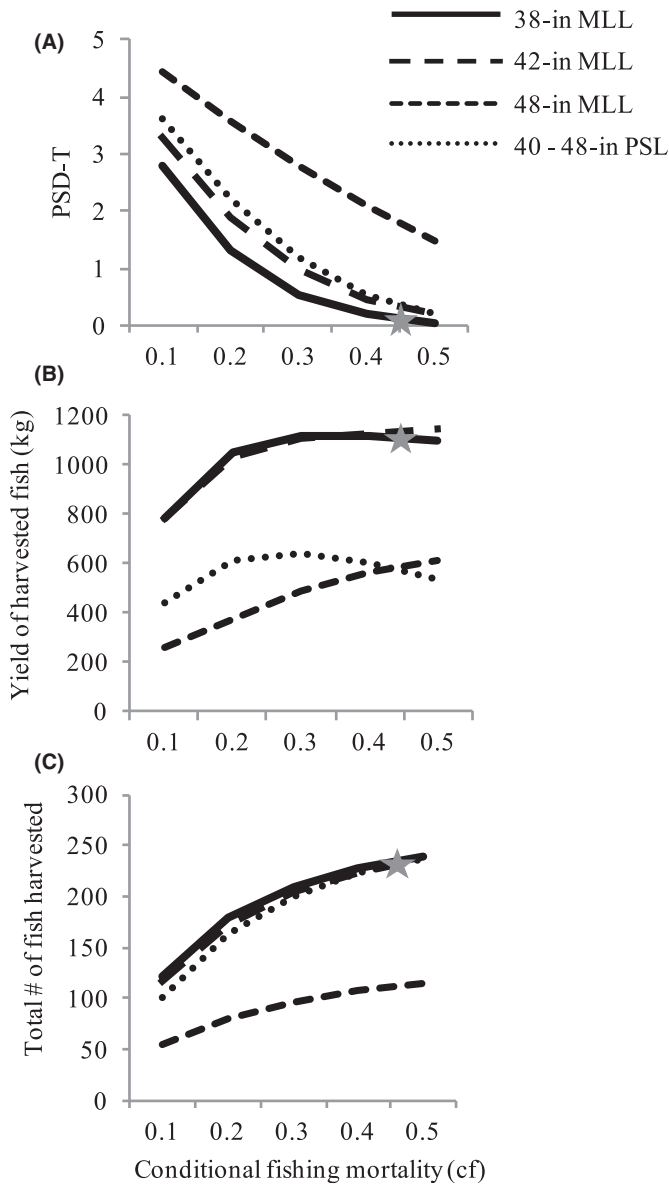 38-in MLL
42-in MLL
48-in MLL
40 - 48-in PSL
(A)
PSD-T
5
4
3
2
1
0
0.1 0.2 0.3 0.4 0.5
(B)
Yield of harvested fish (kg)
1200
1000
800
600
400
200
0
0.1 0.2 0.3 0.4 0.5
(C)
Total # of fish harvested
300
250
200
150
100
50
0
0.1 0.2 0.3 0.4 0.5
Conditional fishing mortality (cf)